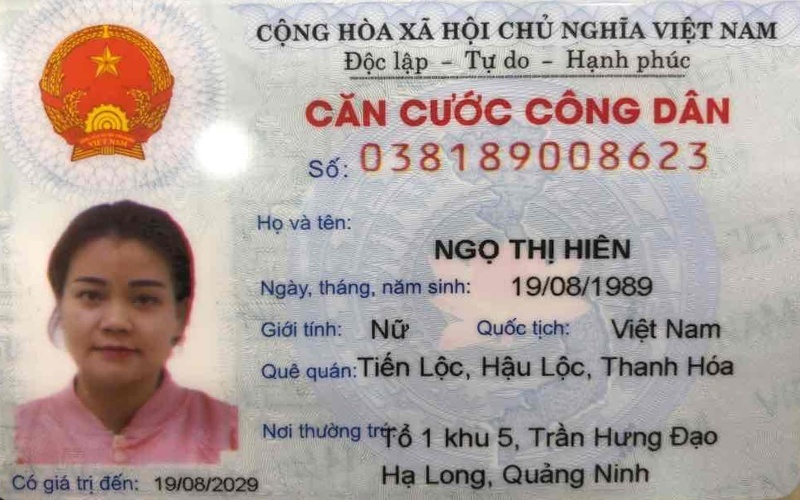 CỘNG HÒA XÃ HỘI CHỦ NGHĨA VIỆT NAM
Độc lập - Tự do - Hạnh phúc
CĂN CƯỚC CÔNG DÂN
Số: 038189008623
Họ và tên:
NGỌ THỊ HIÊN
Ngày, tháng, năm sinh: 19/08/1989
Giới tính: Nữ Quốc tịch: Việt Nam
Quê quán: Tiến Lộc, Hậu Lộc, Thanh Hóa
Nơi thường trú: Tổ 1 khu 5, Trần Hưng Đạo
Hạ Long, Quảng Ninh
Có giá trị đến: 19/08/2029
VIỆT NAM